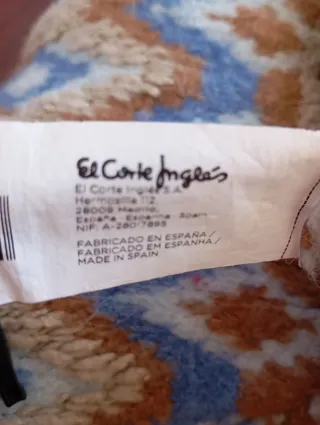 El Corte Inglés
El Corte Inglés S.A.
Hermosilla 112,
28009 Madrid,
España Espanha Spain
NIF: A-28017895
FABRICADO EN ESPAÑA/
FABRICADO EM ESPANHA/
MADE IN SPAIN